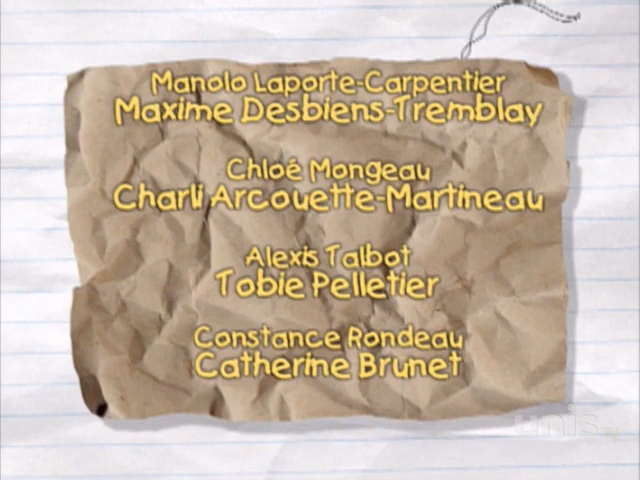 Manolo Laporte-Carpentier
Maxime Desbiens-Tremblay
Chloé Mongeau
Charli Arcouette-Martineau
Alexis Talbot
Tobie Pelletier
Constance Rondeau
Catherine Brunet
unis.tv